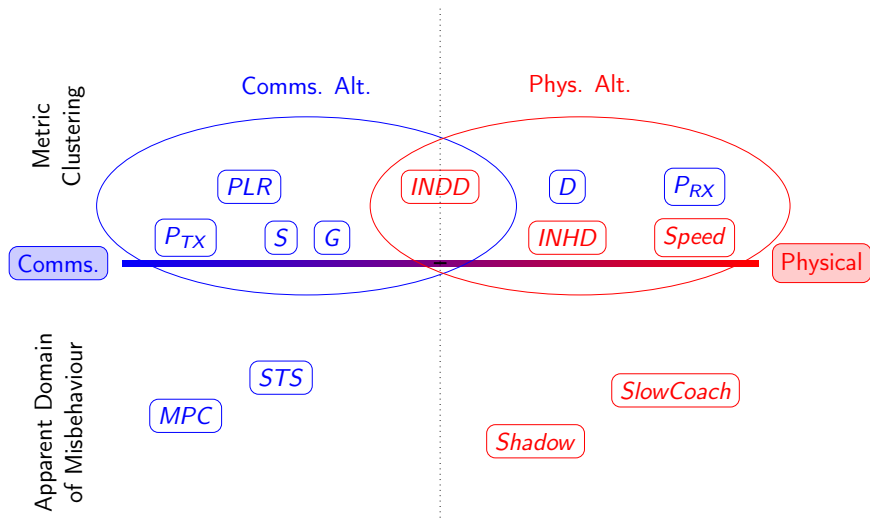 Comms. Alt.
Phys. Alt.
Metric
Clustering
PLR
INDD
D
P_RX
P_TX
S
G
INHD
Speed
Comms.
Physical
Apparent Domain
of Misbehaviour
STS
SlowCoach
MPC
Shadow